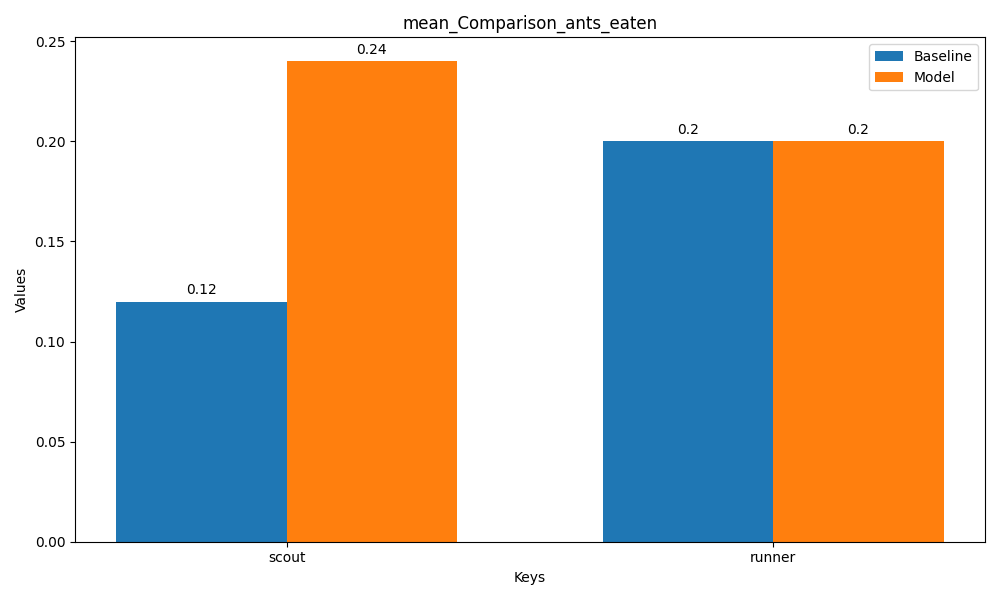 mean_Comparison_ants_eaten
0.25
0.20
0.15
0.10
0.05
0.00
Values
0.12
0.24
0.2
0.2
Baseline
Model
scout
runner
Keys